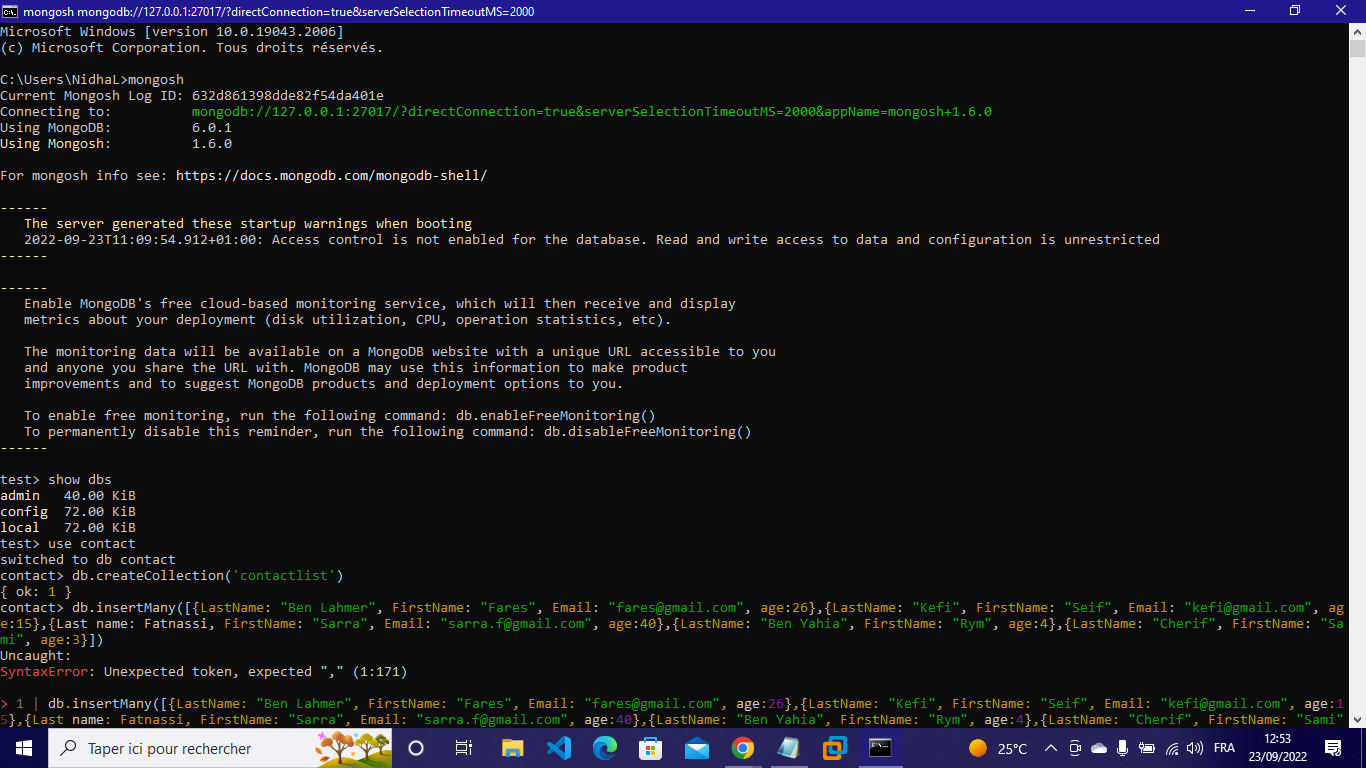 mongosh mongodb://127.0.0.1:27017/?directConnection=true&serverSelectionTimeoutMS=2000
Microsoft Windows [version 10.0.19043.2006]
(c) Microsoft Corporation. Tous droits réservés.
C:\Users\NidhaL>mongosh
Current Mongosh Log ID: 632d861398dde82f54da401e
Connecting to: mongodb://127.0.0.1:27017/?directConnection=true&serverSelectionTimeoutMS=2000&appName=mongosh+1.6.0
Using MongoDB: 6.0.1
Using Mongosh: 1.6.0
For mongosh info see: https://docs.mongodb.com/mongodb-shell/
------
The server generated these startup warnings when booting
2022-09-23T11:09:54.912+01:00: Access control is not enabled for the database. Read and write access to data and configuration is unrestricted
------
------
Enable MongoDB's free cloud-based monitoring service, which will then receive and display
metrics about your deployment (disk utilization, CPU, operation statistics, etc).
The monitoring data will be available on a MongoDB website with a unique URL accessible to you
and anyone you share the URL with. MongoDB may use this information to make product
improvements and to suggest MongoDB products and deployment options to you.
To enable free monitoring, run the following command: db.enableFreeMonitoring()
To permanently disable this reminder, run the following command: db.disableFreeMonitoring()
------
test> show dbs
admin 40.00 KiB
config 72.00 KiB
local 72.00 KiB
test> use contact
switched to db contact
contact> db.createCollection('contactlist')
{ ok: 1 }
contact> db.insertMany([{LastName: "Ben Lahmer", FirstName: "Fares", Email: "fares@gmail.com", age:26},{LastName: "Kefi", FirstName: "Seif", Email: "kefi@gmail.com", ag
e:15},{Last name: Fatnassi, FirstName: "Sarra", Email: "sarra.f@gmail.com", age:40},{LastName: "Ben Yahia", FirstName: "Rym", age:4},{LastName: "Cherif", FirstName: "Sa
mi", age:3}])
Uncaught:
SyntaxError: Unexpected token, expected "," (1:171)
> 1 | db.insertMany([{LastName: "Ben Lahmer", FirstName: "Fares", Email: "fares@gmail.com", age:26},{LastName: "Kefi", FirstName: "Seif", Email: "kefi@gmail.com", age:1
5},{Last name: Fatnassi, FirstName: "Sarra", Email: "sarra.f@gmail.com", age:40},{LastName: "Ben Yahia", FirstName: "Rym", age:4},{LastName: "Cherif", FirstName: "Sami"
Taper ici pour rechercher
25°C
FRA
12:53
23/09/2022